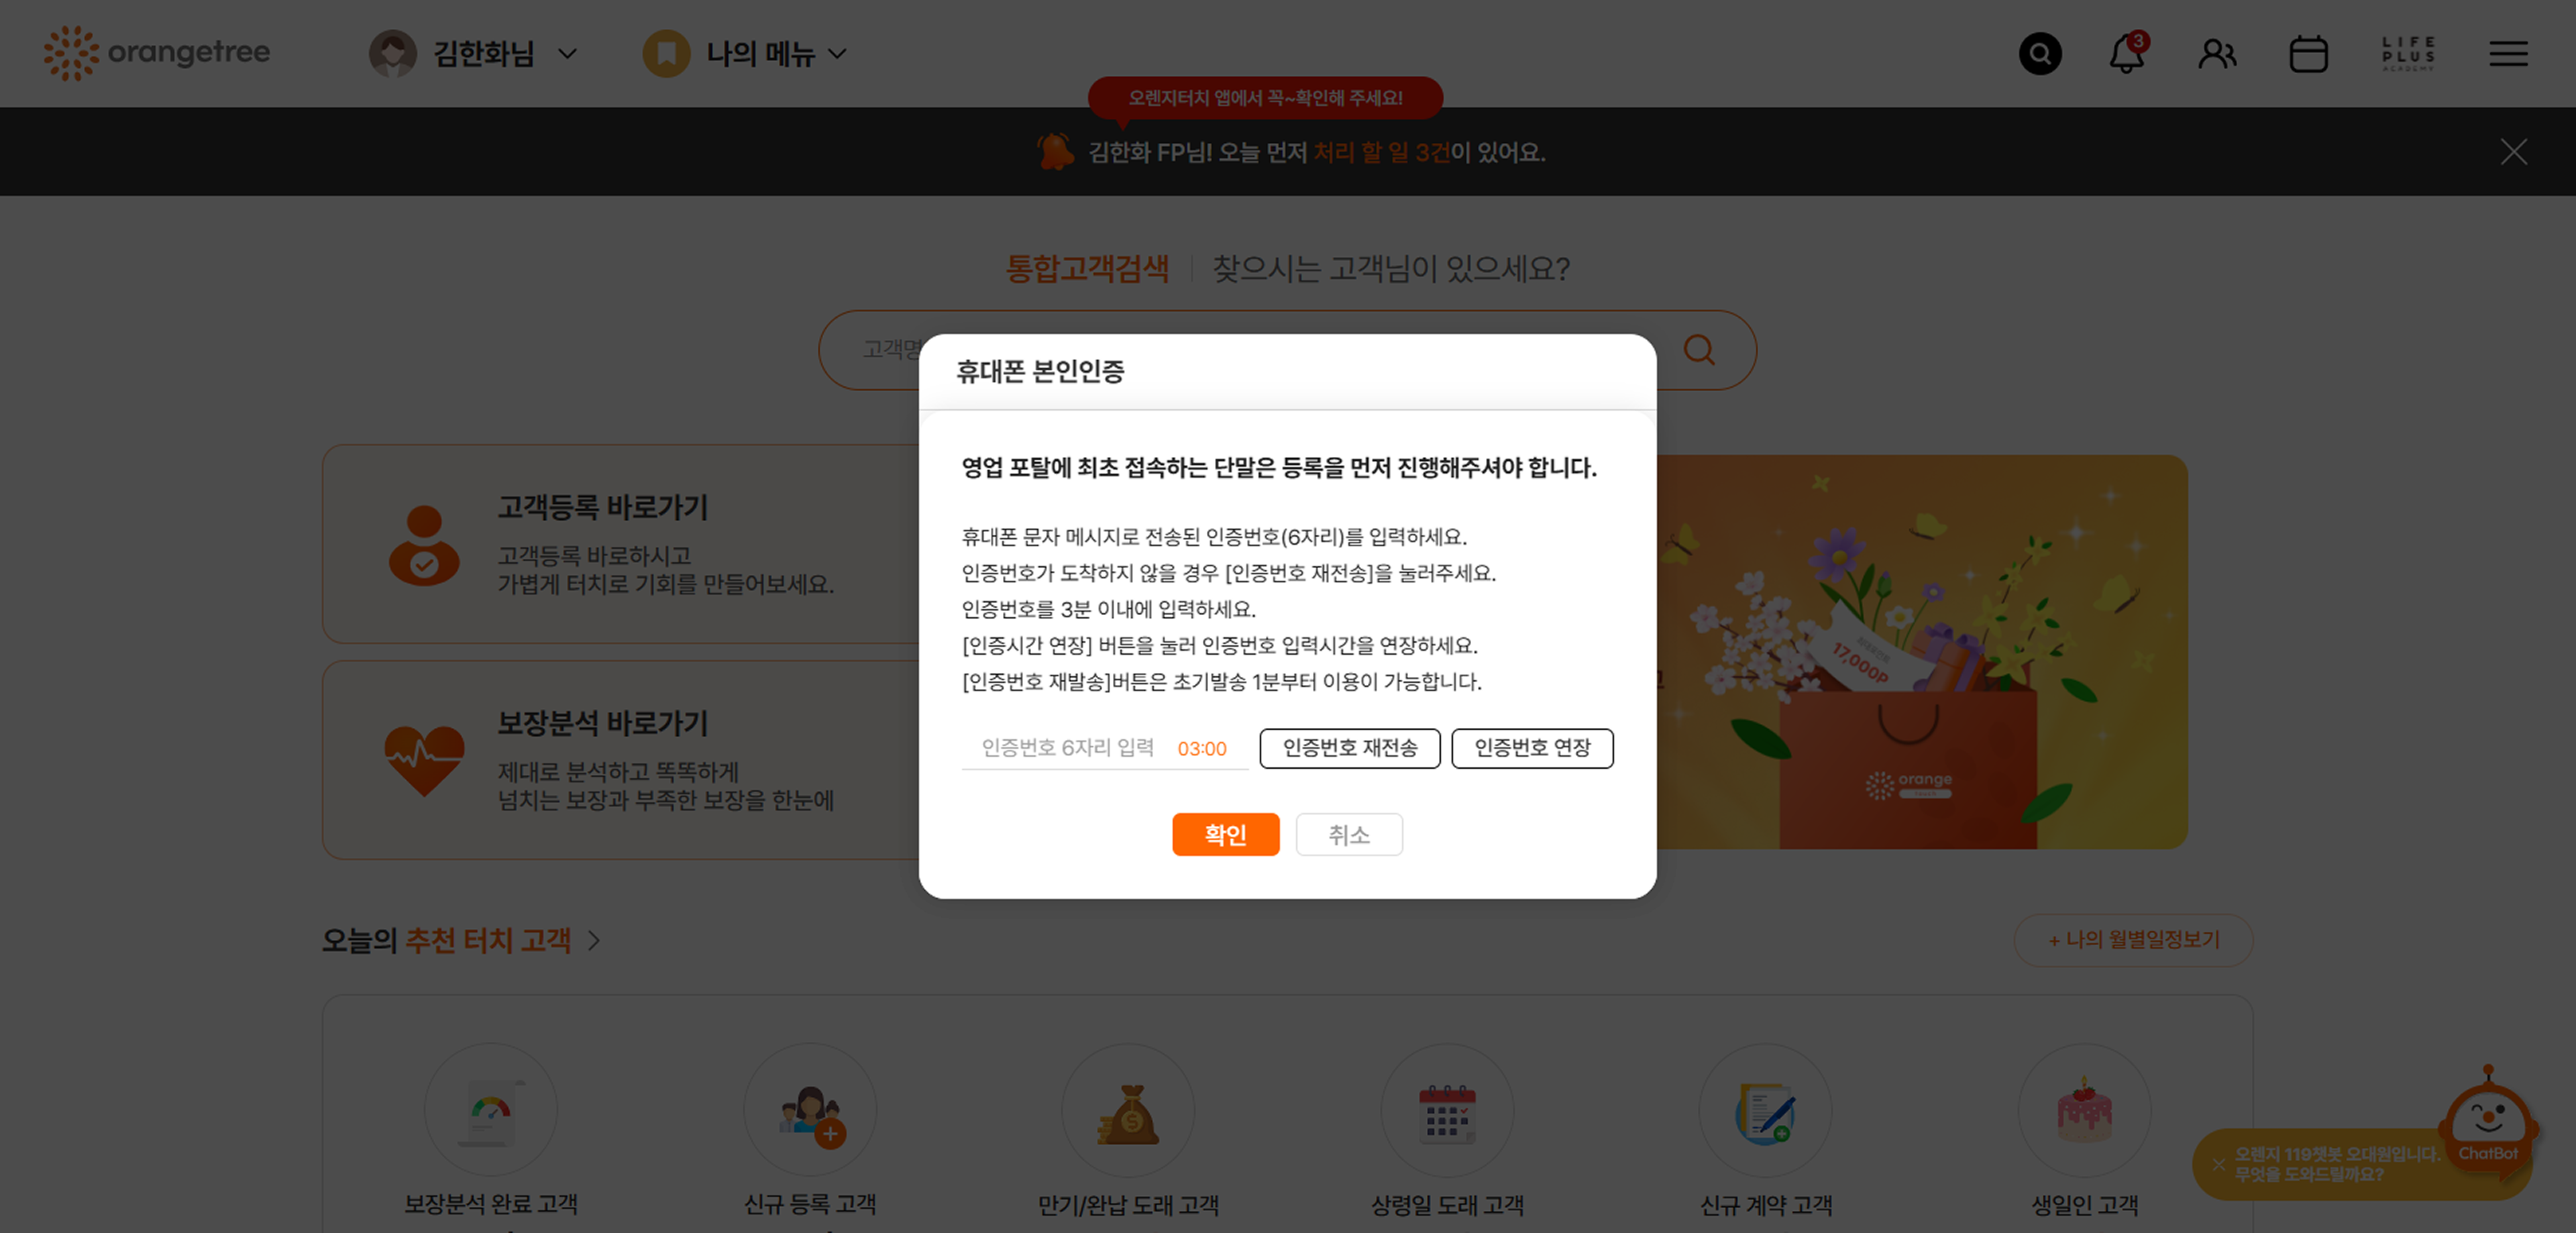 orangetree
김한화님
나의 메뉴
3
LIFE
PLUS
ACADEMY
오렌지터치 앱에서 꼭~확인해 주세요!
김한화 FP님! 오늘 먼저 처리 할 일 3건이 있어요.
통합고객검색
찾으시는 고객님이 있으세요?
고객명
휴대폰 본인인증
영업 포탈에 최초 접속하는 단말은 등록을 먼저 진행해주셔야 합니다.
휴대폰 문자 메시지로 전송된 인증번호(6자리)를 입력하세요.
인증번호가 도착하지 않을 경우 [인증번호 재전송]을 눌러주세요.
인증번호를 3분 이내에 입력하세요.
[인증시간 연장] 버튼을 눌러 인증번호 입력시간을 연장하세요.
[인증번호 재발송]버튼은 초기발송 1분부터 이용이 가능합니다.
인증번호 6자리 입력
03:00
인증번호 재전송
인증번호 연장
확인
취소
고객등록 바로가기
고객등록 바로하시고
가볍게 터치로 기회를 만들어보세요.
보장분석 바로가기
제대로 분석하고 똑똑하게
넘치는 보장과 부족한 보장을 한눈에
17,000P
orange
오늘의 추천 터치 고객
+ 나의 월별일정보기
보장분석 완료 고객
신규 등록 고객
만기/완납 도래 고객
상령일 도래 고객
신규 계약 고객
생일인 고객
오렌지 119챗봇 오대원입니다.
무엇을 도와드릴까요?
ChatBot